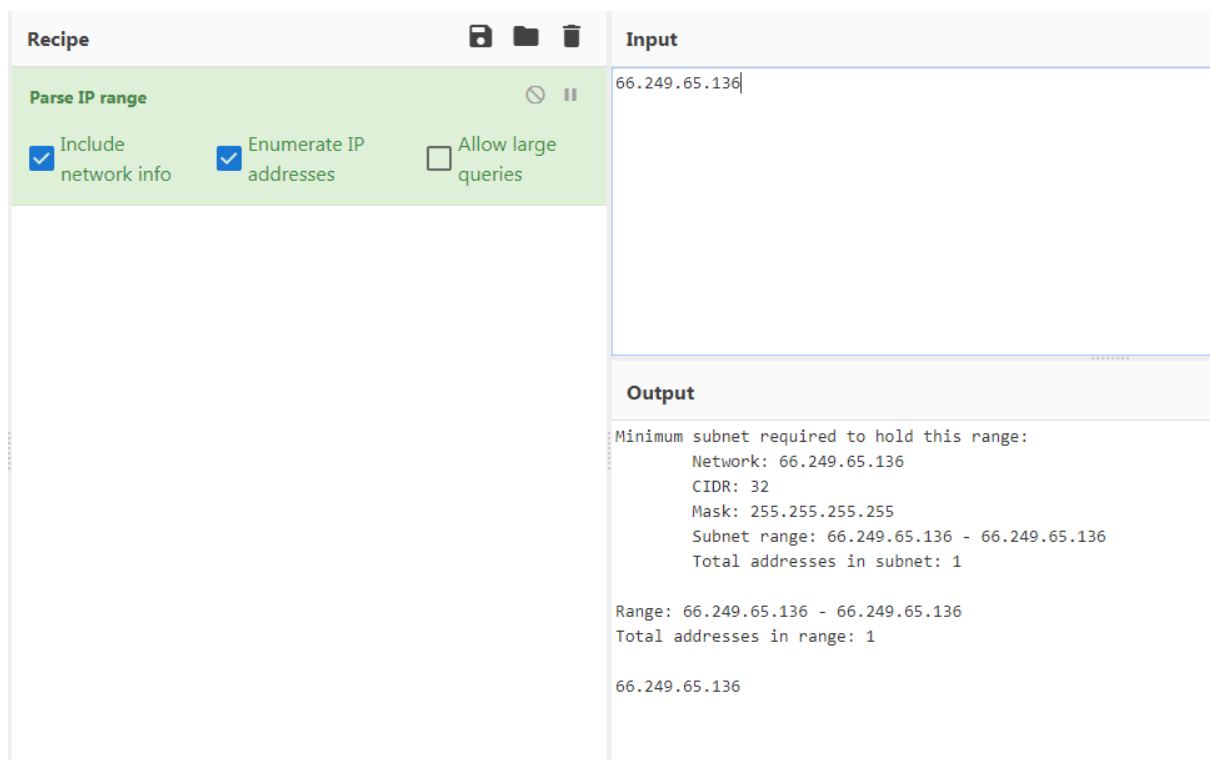 Recipe
Parse IP range
Include
network info
Enumerate IP
addresses
Allow large
queries
Input
66.249.65.136
Output
Minimum subnet required to hold this range:
Network: 66.249.65.136
CIDR: 32
Mask: 255.255.255.255
Subnet range: 66.249.65.136 - 66.249.65.136
Total addresses in subnet: 1
Range: 66.249.65.136 - 66.249.65.136
Total addresses in range: 1
66.249.65.136